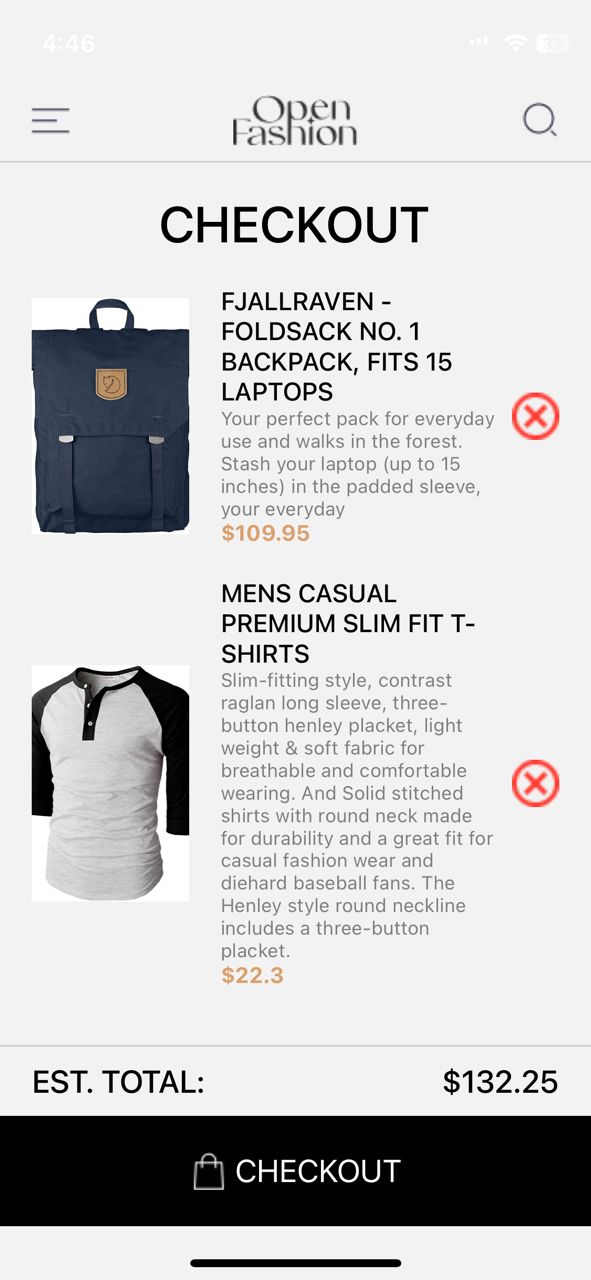 4:46
32
Open
Fashion
CHECKOUT
FJALLRAVEN -
FOLDSACK NO. 1
BACKPACK, FITS 15
LAPTOPS
Your perfect pack for everyday
use and walks in the forest.
Stash your laptop (up to 15
inches) in the padded sleeve,
your everyday
$109.95
MENS CASUAL
PREMIUM SLIM FIT T-
SHIRTS
Slim-fitting style, contrast
raglan long sleeve, three-
button henley placket, light
weight & soft fabric for
breathable and comfortable
wearing. And Solid stitched
shirts with round neck made
for durability and a great fit for
casual fashion wear and
diehard baseball fans. The
Henley style round neckline
includes a three-button
placket.
$22.3
EST. TOTAL: $132.25
CHECKOUT